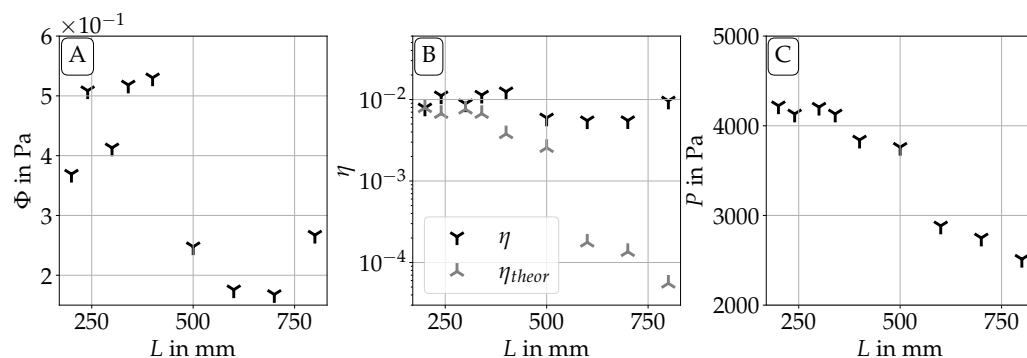 ×10⁻¹
A
6
5
4
3
2
Φ in Pa
250 500 750
L in mm
B
10⁻²
10⁻³
10⁻⁴
η
η
η_theor
250 500 750
L in mm
C
5000
4000
3000
2000
P in Pa
250 500 750
L in mm